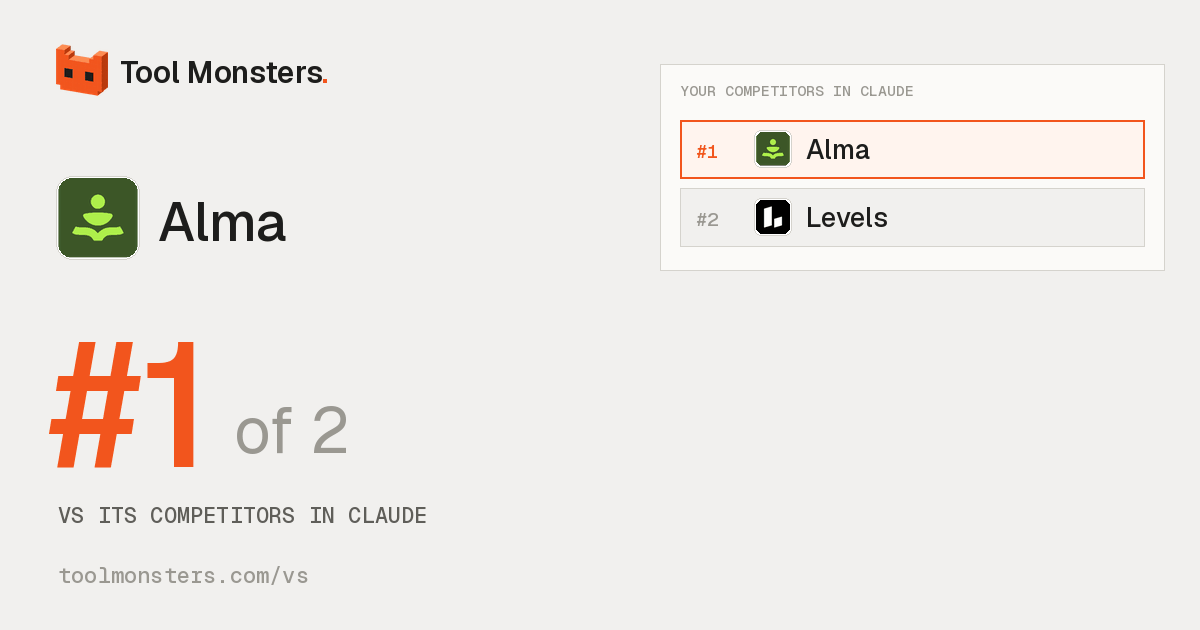 Tool Monsters.
Alma
#1 of 2
VS ITS COMPETITORS IN CLAUDE
toolmonsters.com/vs
YOUR COMPETITORS IN CLAUDE
#1 Alma
#2 Levels